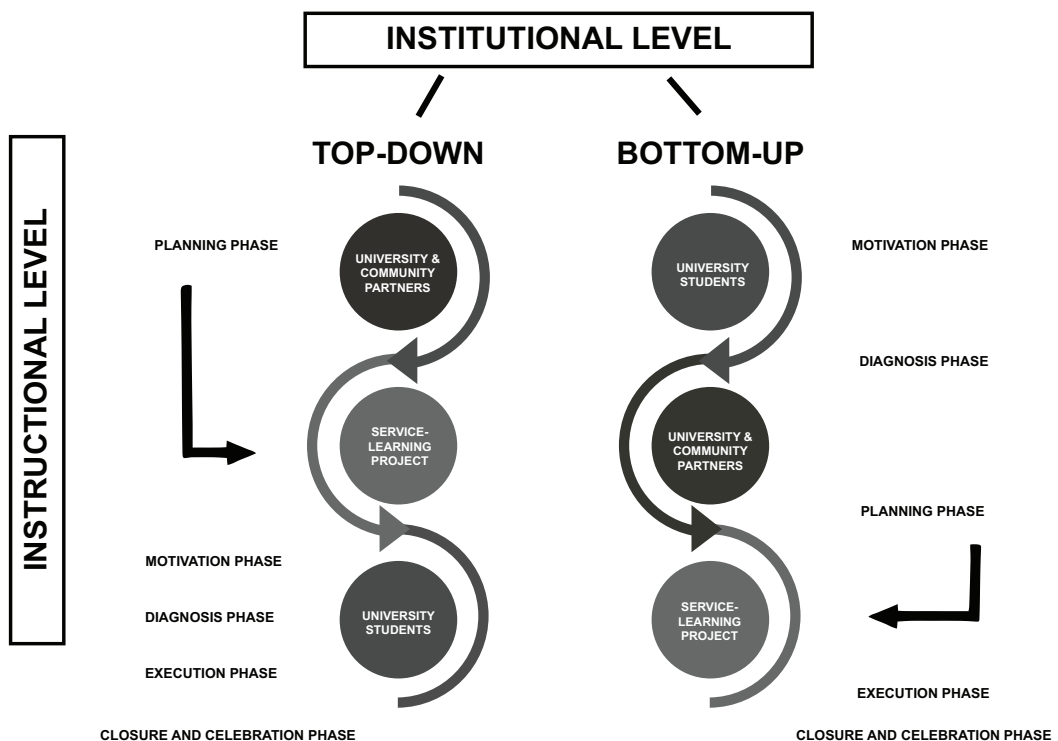 INSTITUTIONAL LEVEL
INSTRUCTIONAL LEVEL
TOP-DOWN
PLANNING PHASE
UNIVERSITY &
COMMUNITY
PARTNERS
SERVICE-
LEARNING
PROJECT
MOTIVATION PHASE
DIAGNOSIS PHASE
EXECUTION PHASE
UNIVERSITY
STUDENTS
CLOSURE AND CELEBRATION PHASE
BOTTOM-UP
UNIVERSITY
STUDENTS
MOTIVATION PHASE
DIAGNOSIS PHASE
UNIVERSITY &
COMMUNITY
PARTNERS
PLANNING PHASE
SERVICE-
LEARNING
PROJECT
EXECUTION PHASE
CLOSURE AND CELEBRATION PHASE